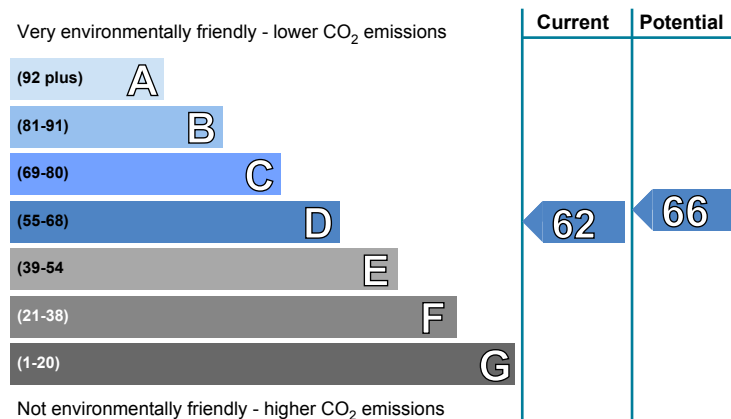 Very environmentally friendly - lower CO₂ emissions
Current
Potential
(92 plus) A
(81-91) B
(69-80) C
(55-68) D
62
66
(39-54 E
(21-38) F
(1-20) G
Not environmentally friendly - higher CO₂ emissions